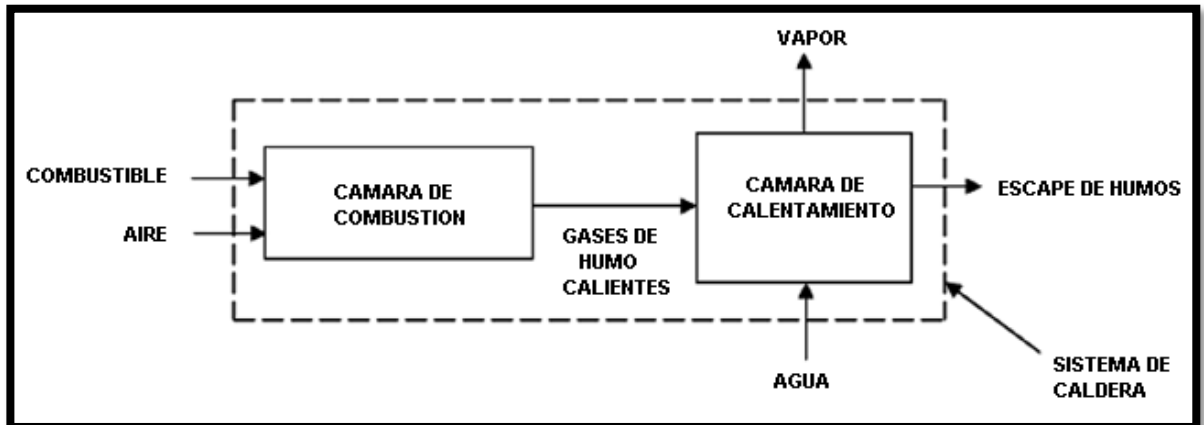 VAPOR
COMBUSTIBLE
AIRE
CAMARA DE
COMBUSTION
GASES DE
HUMO
CALIENTES
CAMARA DE
CALENTAMIENTO
ESCAPE DE HUMOS
AGUA
SISTEMA DE
CALDERA